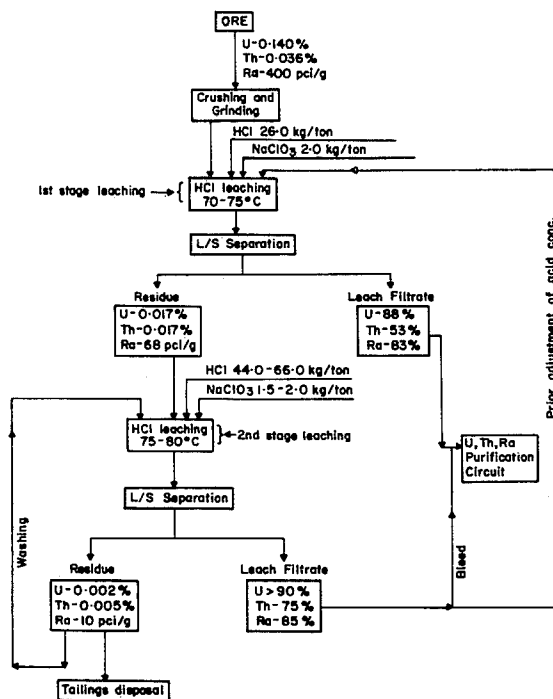 ORE
U-0.140%
Th-0.036%
Ra-400 pci/g
Crushing and
Grinding
HCl 26.0 kg/ton
NaClO3 2.0 kg/ton
1st stage leaching
HCl leaching
70-75°C
L/S Separation
Residue
U-0.017%
Th-0.017%
Ra-68 pci/g
Leach Filtrate
U-88%
Th-53%
Ra-83%
Prior adjustment of acid conc.
HCl 44.0-66.0 kg/ton
NaClO3 1.5-2.0 kg/ton
HCl leaching
75-80°C
2nd stage leaching
U, Th, Ra
Purification
Circuit
L/S Separation
Washing
Bleed
Residue
U-0.002%
Th-0.005%
Ra-10 pci/g
Leach Filtrate
U>90%
Th-75%
Ra-85%
Tailings disposal